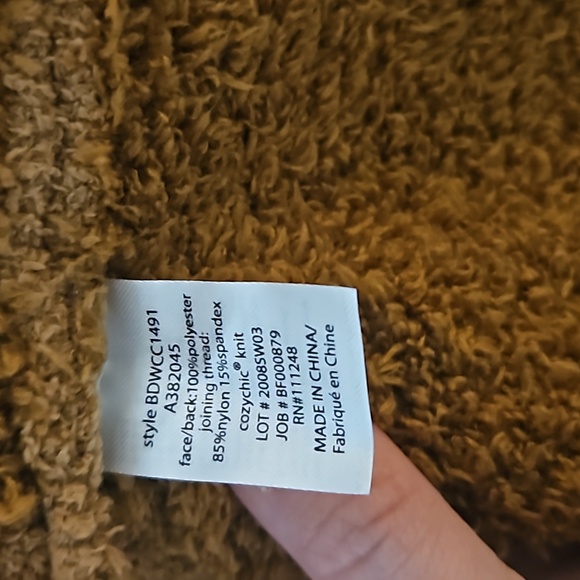 style BDWCC1491
A382045
face/back:100%polyester
joining thread:
85%nylon 15%spandex
cozychic® knit
LOT # 20085W03
JOB # BF000879
RN#111248
MADE IN CHINA/
Fabriqué en Chine